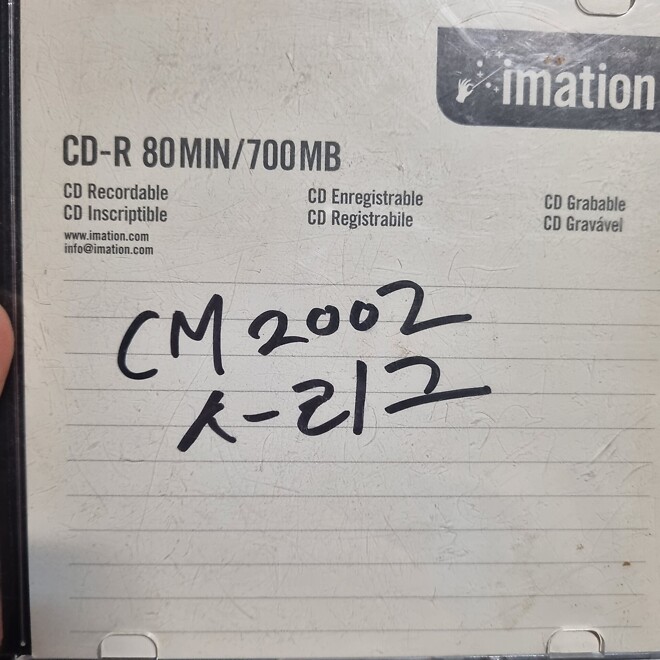 imation
CD-R 80MIN/700MB
CD Recordable CD Enregistrable CD Grabable
CD Inscriptible CD Registrabile CD Gravável
www.imation.com
info@imation.com
CM 2002
K-리그